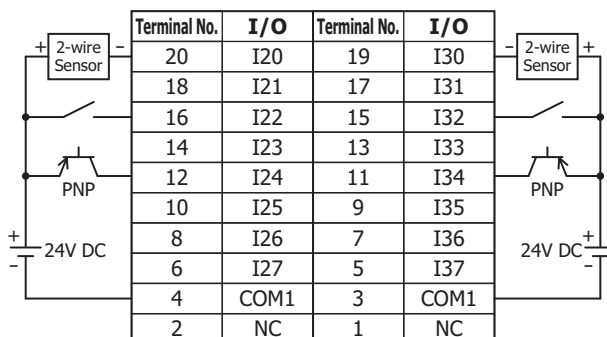 Terminal No. I/O Terminal No. I/O
+ 2-wire Sensor – 20 I20 19 I30 – 2-wire Sensor +
18 I21 17 I31
16 I22 15 I32
14 I23 13 I33
PNP 12 I24 11 I34 PNP
10 I25 9 I35
+ – 24V DC 8 I26 7 I36 24V DC + –
6 I27 5 I37
4 COM1 3 COM1
2 NC 1 NC